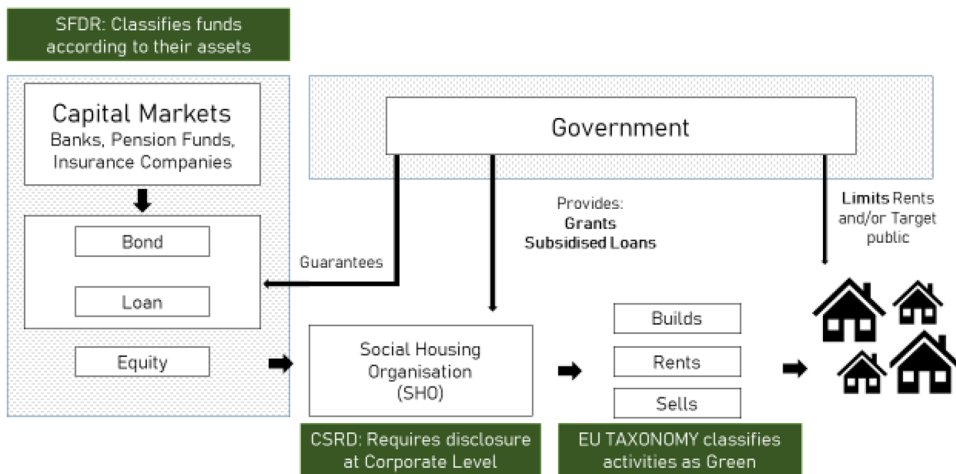 SFDR: Classifies funds
according to their assets
Capital Markets
Banks, Pension Funds,
Insurance Companies
Government
Bond
Loan
Equity
Guarantees
Provides:
Grants
Subsidised Loans
Limits Rents
and/or Target
public
Social Housing
Organisation
(SHO)
Builds
Rents
Sells
CSRD: Requires disclosure
at Corporate Level
EU TAXONOMY classifies
activities as Green